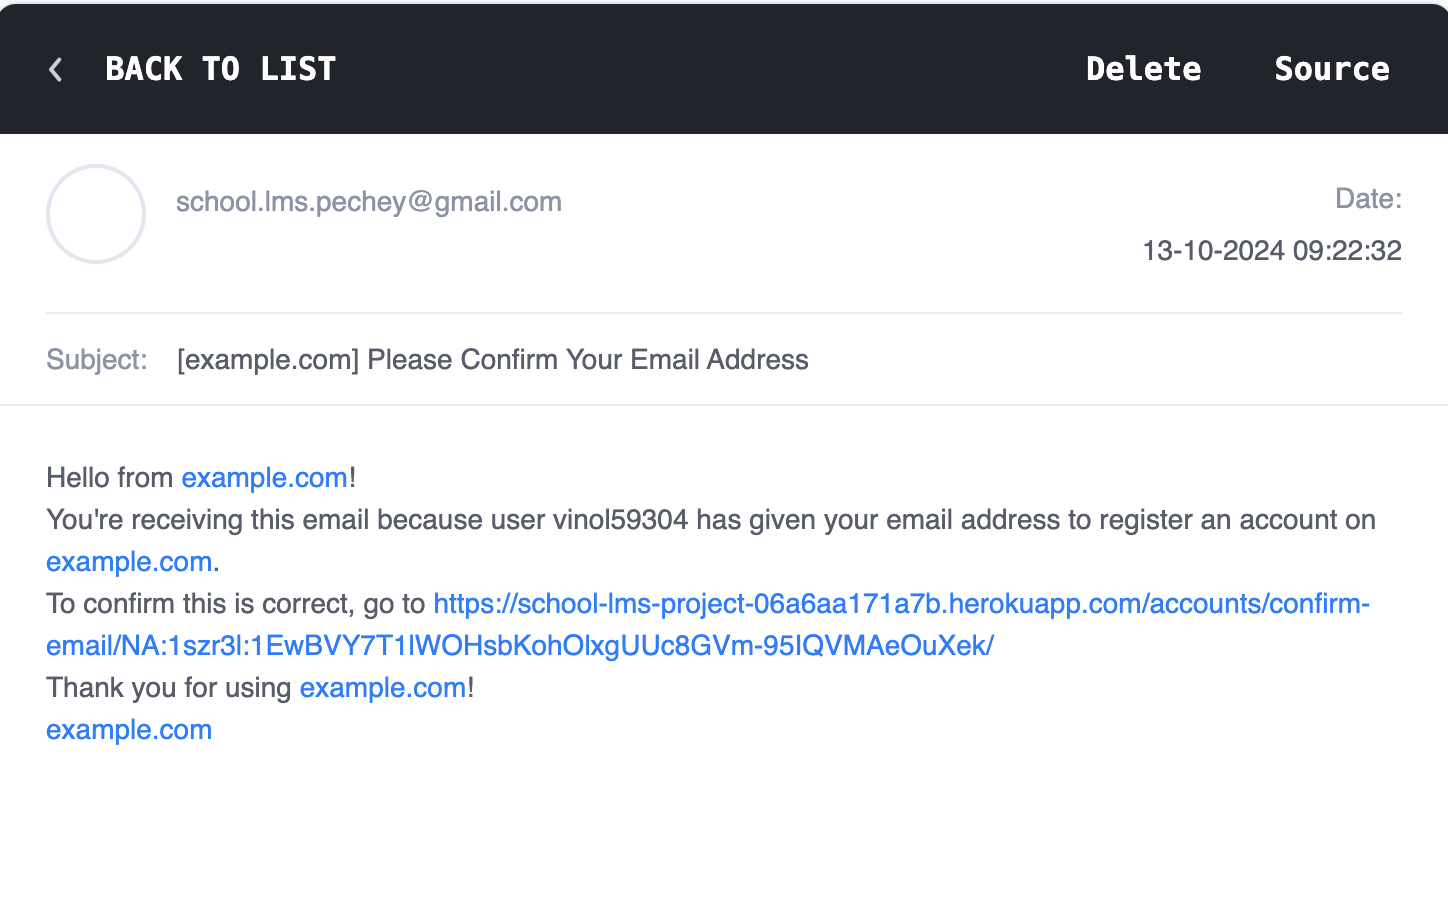 BACK TO LIST Delete Source
school.lms.pechey@gmail.com Date:
13-10-2024 09:22:32
Subject: [example.com] Please Confirm Your Email Address
Hello from example.com!
You're receiving this email because user vinol59304 has given your email address to register an account on
example.com.
To confirm this is correct, go to https://school-lms-project-06a6aa171a7b.herokuapp.com/accounts/confirm-
email/NA:1szr3l:1EwBVY7T1lWOHsbKohOlxgUUc8GVm-95IQVMAeOuXek/
Thank you for using example.com!
example.com